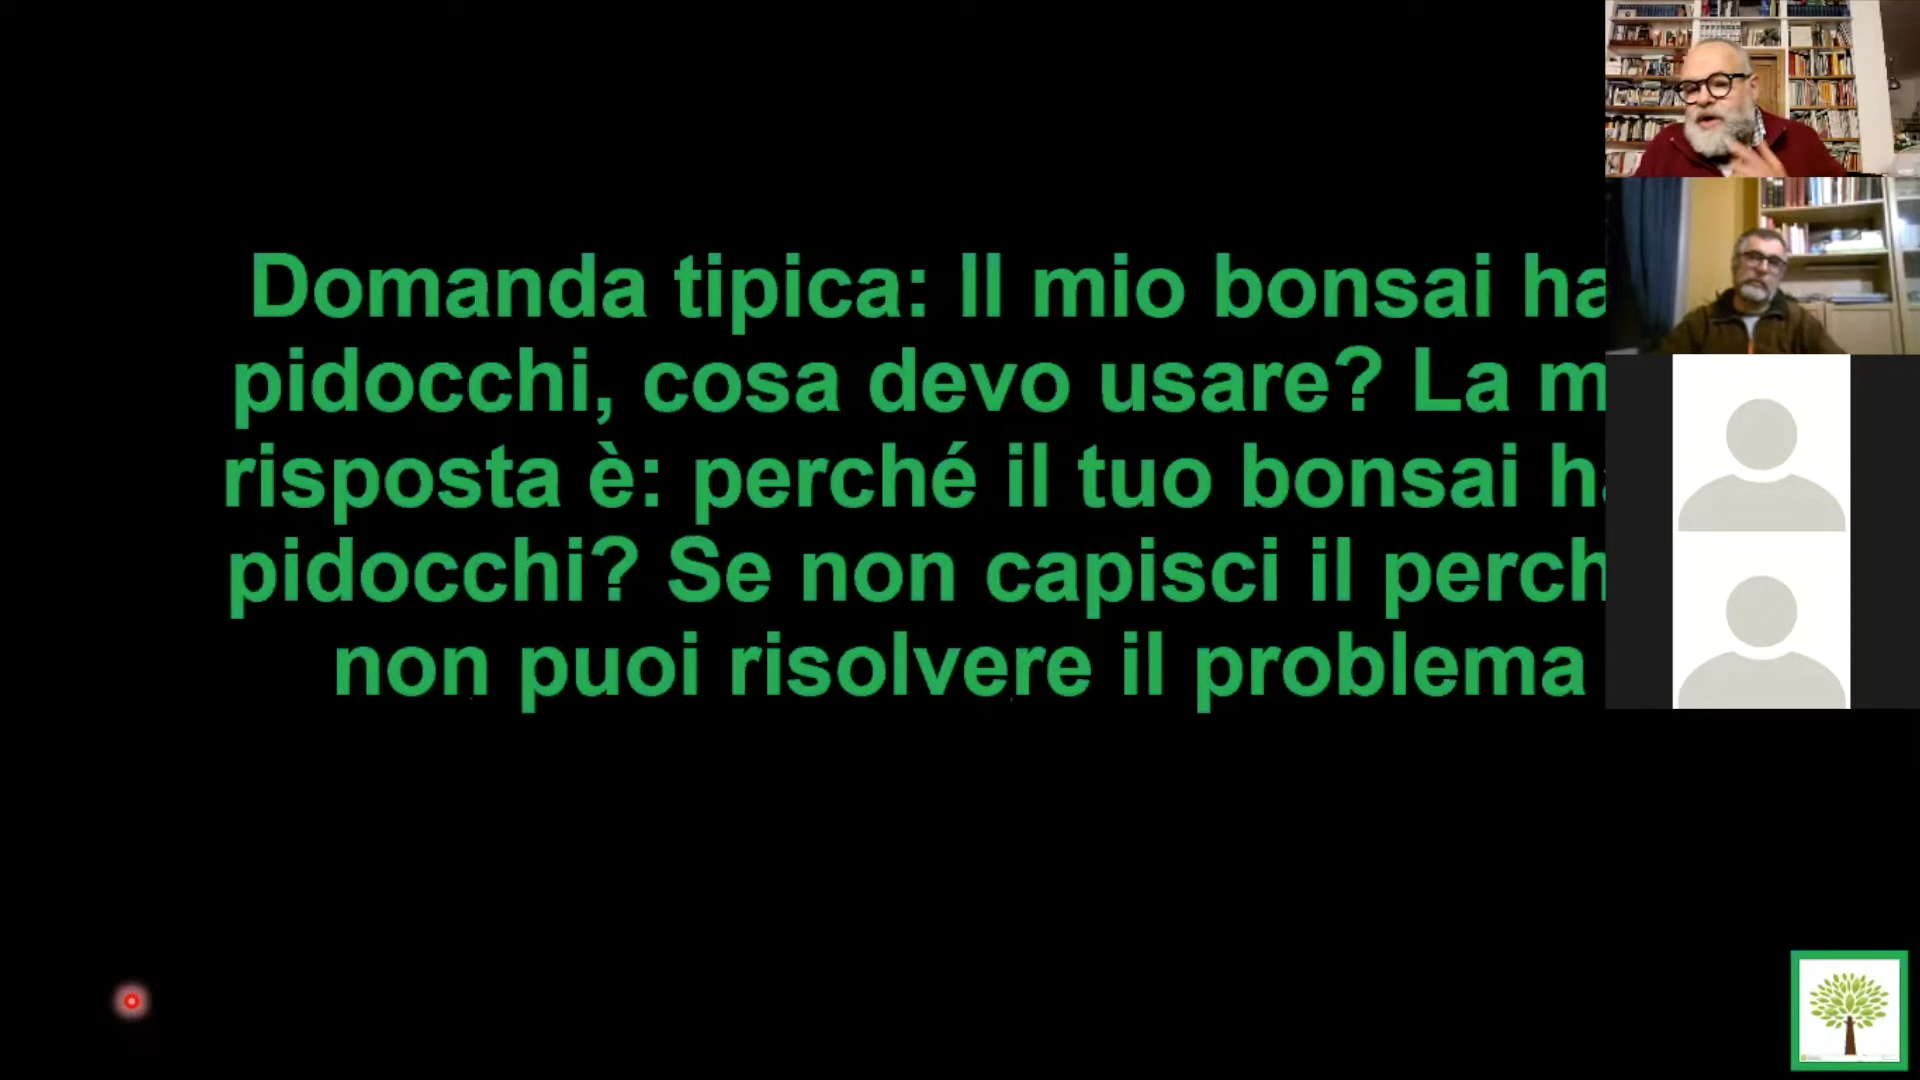 Domanda tipica: Il mio bonsai ha
pidocchi, cosa devo usare? La
risposta è: perché il tuo bonsai
pidocchi? Se non capisci il
non puoi risolvere il problema